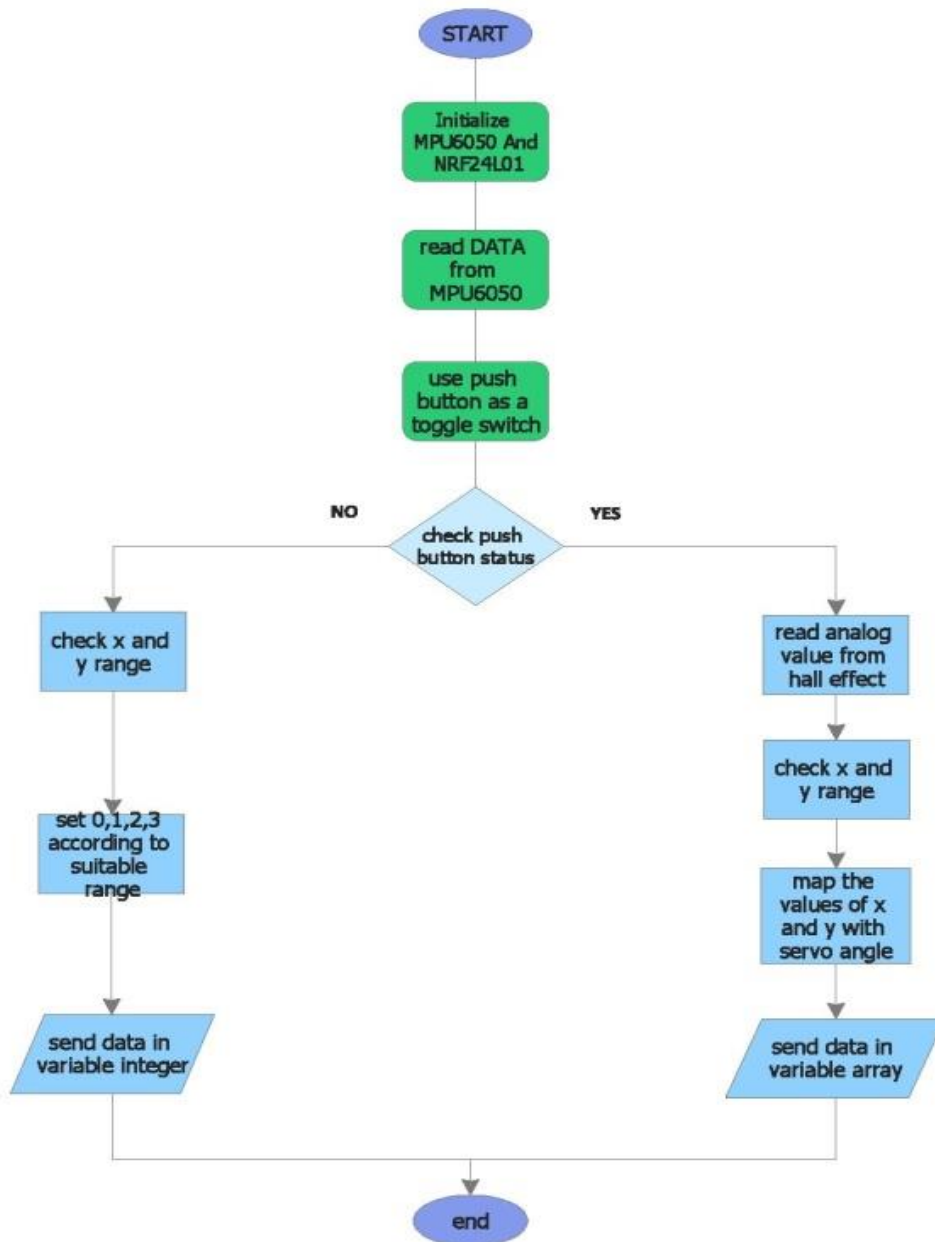 START
Initialize
MPU6050 And
NRF24L01
read DATA
from
MPU6050
use push
button as a
toggle switch
NO
YES
check push
button status
check x and
y range
set 0,1,2,3
according to
suitable
range
send data in
variable integer
read analog
value from
hall effect
check x and
y range
map the
values of x
and y with
servo angle
send data in
variable array
end